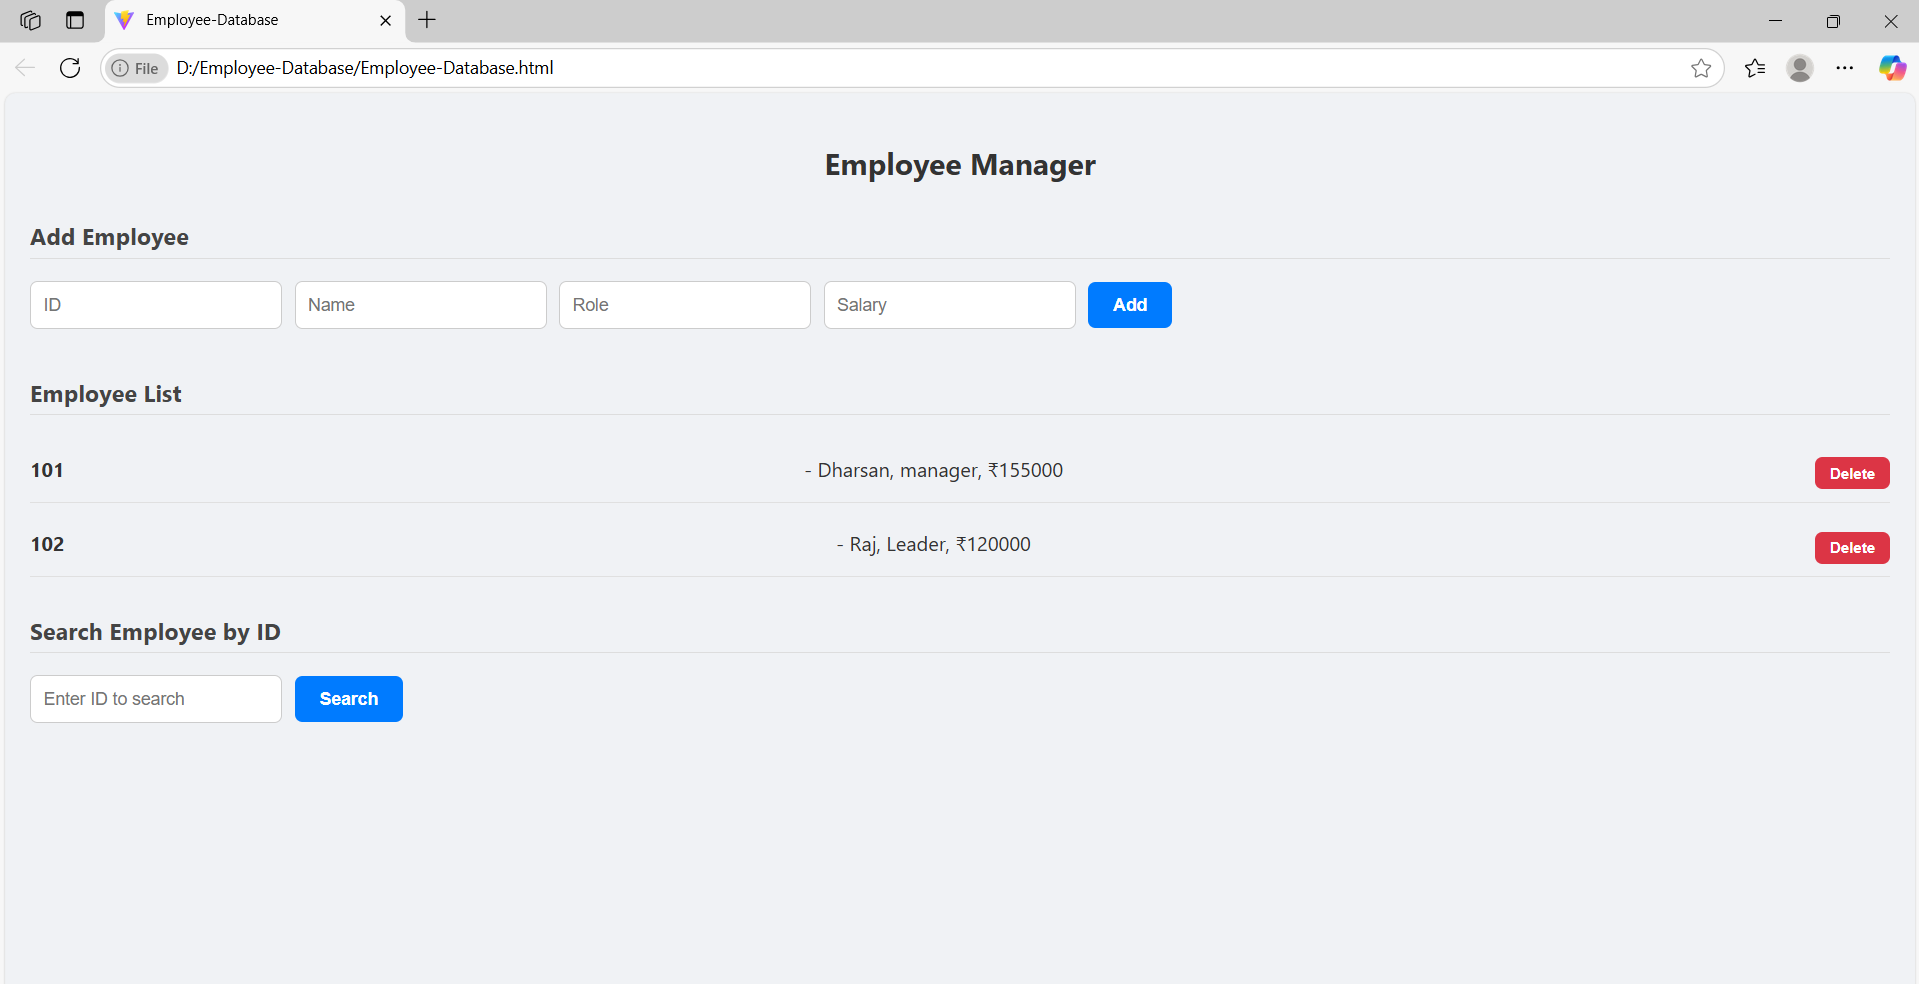 Employee-Database
File D:/Employee-Database/Employee-Database.html
Employee Manager
Add Employee
ID Name Role Salary Add
Employee List
101 - Dharsan, manager, ₹155000 Delete
102 - Raj, Leader, ₹120000 Delete
Search Employee by ID
Enter ID to search Search